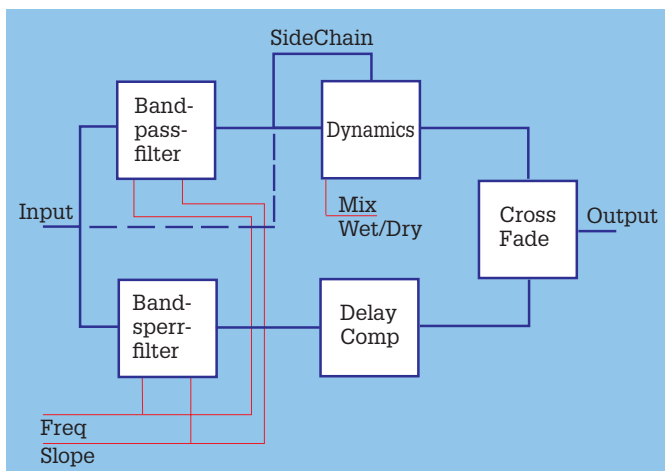 SideChain
Band-
pass-
filter
Dynamics
Mix
Wet/Dry
Input
Cross
Fade
Output
Band-
sperr-
filter
Delay
Comp
Freq
Slope